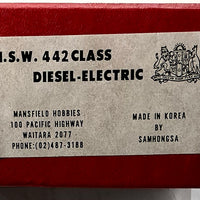 N.S.W. 442 CLASS
DIESEL-ELECTRIC
MANSFIELD HOBBIES
100 PACIFIC HIGHWAY
WAITARA 2077
PHONE:(02)487-3188
MADE IN KOREA
BY
SAMHONGSA